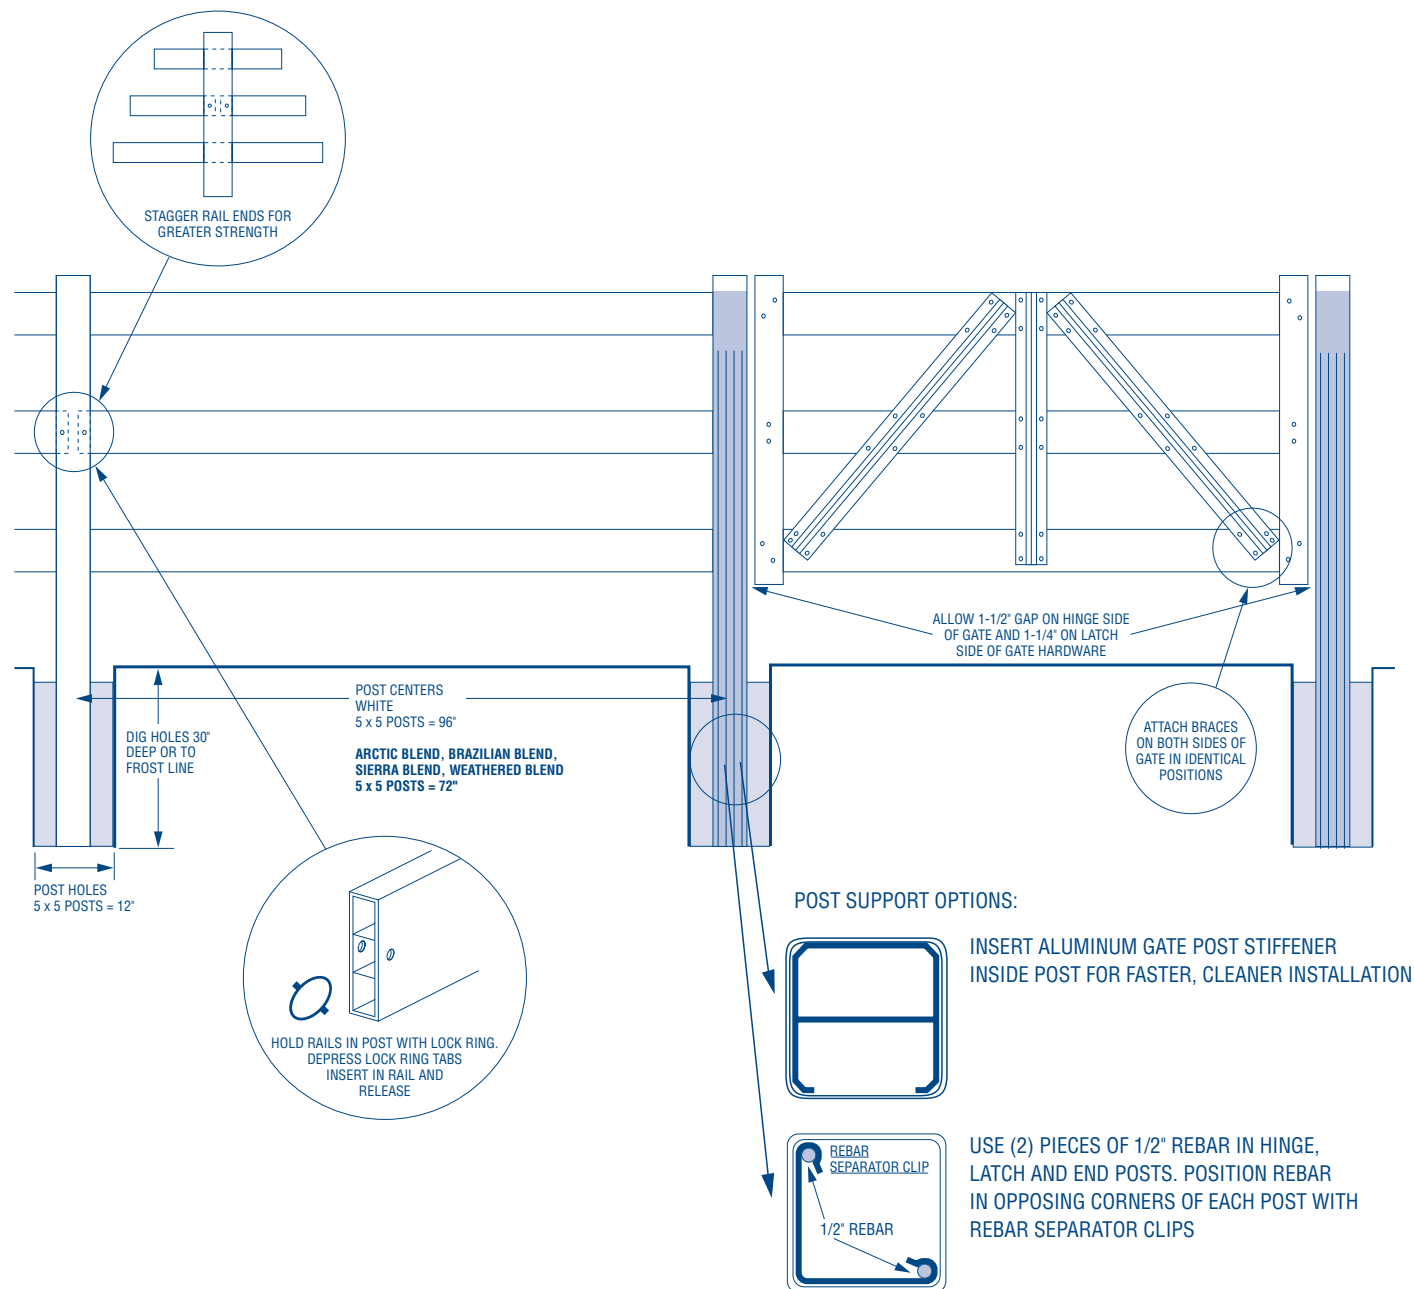 STAGGER RAIL ENDS FOR
GREATER STRENGTH
ALLOW 1-1/2" GAP ON HINGE SIDE
OF GATE AND 1-1/4" ON LATCH
SIDE OF GATE HARDWARE
POST CENTERS
WHITE
5 x 5 POSTS = 96"
ARCTIC BLEND, BRAZILIAN BLEND,
SIERRA BLEND, WEATHERED BLEND
5 x 5 POSTS = 72"
DIG HOLES 30"
DEEP OR TO
FROST LINE
ATTACH BRACES
ON BOTH SIDES OF
GATE IN IDENTICAL
POSITIONS
POST HOLES
5 x 5 POSTS = 12"
HOLD RAILS IN POST WITH LOCK RING.
DEPRESS LOCK RING TABS
INSERT IN RAIL AND
RELEASE
POST SUPPORT OPTIONS:
INSERT ALUMINUM GATE POST STIFFENER
INSIDE POST FOR FASTER, CLEANER INSTALLATION
REBAR
SEPARATOR CLIP
1/2" REBAR
USE (2) PIECES OF 1/2" REBAR IN HINGE,
LATCH AND END POSTS. POSITION REBAR
IN OPPOSING CORNERS OF EACH POST WITH
REBAR SEPARATOR CLIPS